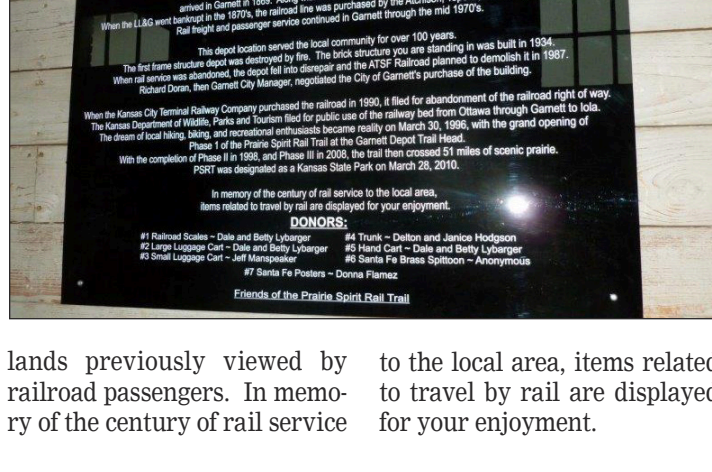 arrived in Garnett in 1869.
When the LL&G went bankrupt in the 1870's, the railroad line was purchased by the Atchison,
Rail freight and passenger service continued in Garnett through the mid 1970's.
This depot location served the local community for over 100 years.
The first frame structure depot was destroyed by fire. The brick structure you are standing in was built in 1934.
When rail service was abandoned, the depot fell into disrepair and the ATSF Railroad planned to demolish it in 1987.
Richard Doran, then Garnett City Manager, negotiated the City of Garnett's purchase of the building.
When the Kansas City Terminal Railway Company purchased the railroad in 1990, it filed for abandonment of the railroad right of way.
The Kansas Department of Wildlife, Parks and Tourism filed for public use of the railway bed from Ottawa through Garnett to Iola.
The dream of local hiking, biking, and recreational enthusiasts became reality on March 30, 1996, with the grand opening of
Phase 1 of the Prairie Spirit Rail Trail at the Garnett Depot Trail Head.
With the completion of Phase II in 1998, and Phase III in 2008, the trail then crossed 51 miles of scenic prairie.
PSRT was designated as a Kansas State Park on March 28, 2010.
In memory of the century of rail service to the local area,
items related to travel by rail are displayed for your enjoyment.
DONORS:
#1 Railroad Scales ~ Dale and Betty Lybarger
#2 Large Luggage Cart ~ Dale and Betty Lybarger
#3 Small Luggage Cart ~ Jeff Manspeaker
#4 Trunk ~ Delton and Janice Hodgson
#5 Hand Cart ~ Dale and Betty Lybarger
#6 Santa Fe Brass Spittoon ~ Anonymous
#7 Santa Fe Posters ~ Donna Flamez
Friends of the Prairie Spirit Rail Trail
lands previously viewed by
railroad passengers. In memo-
ry of the century of rail service
to the local area, items related
to travel by rail are displayed
for your enjoyment.